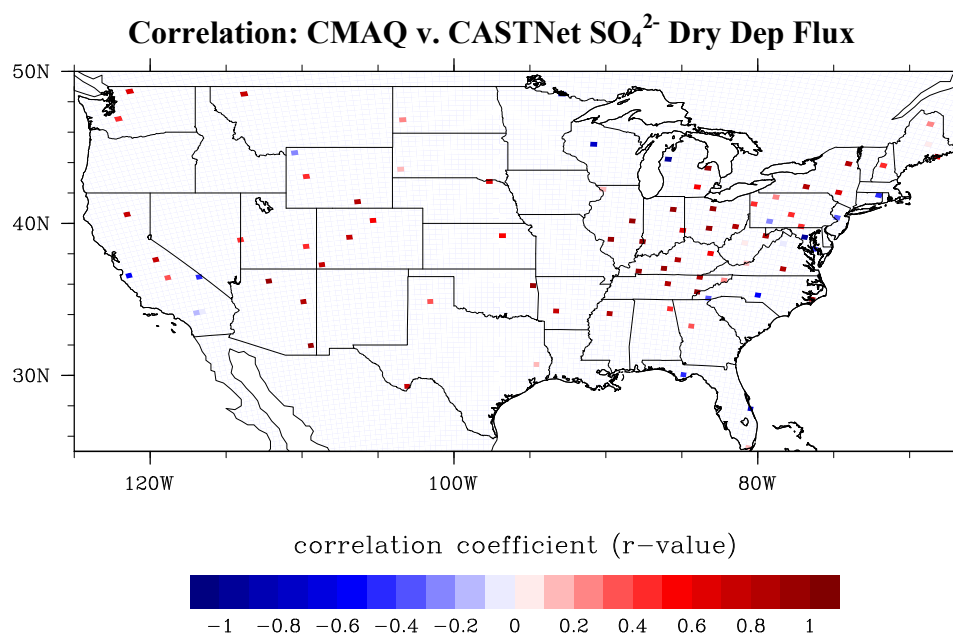 Correlation: CMAQ v. CASTNet SO₄²⁻ Dry Dep Flux
50N
40N
30N
120W 100W 80W
correlation coefficient (r−value)
−1 −0.8 −0.6 −0.4 −0.2 0 0.2 0.4 0.6 0.8 1